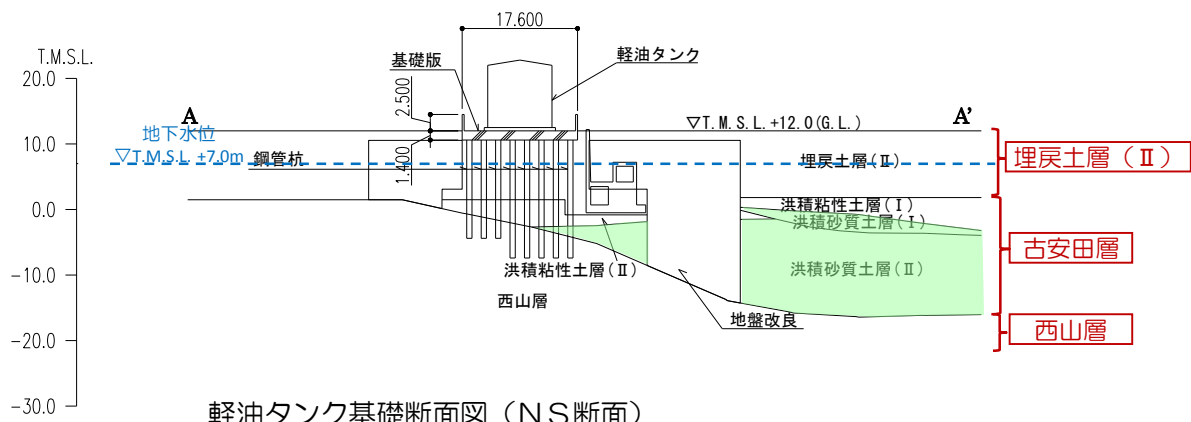 17.600
T.M.S.L.
基礎版
軽油タンク
20.0
2.500
A
A'
▽T.M.S.L.+12.0(G.L.)
地下水位
10.0
▽T.M.S.L. +7.0m
鋼管杭
1.400
埋戻土層(Ⅱ)
埋戻土層（Ⅱ）
洪積粘性土層(Ⅰ)
0.0
洪積砂質土層(Ⅰ)
古安田層
洪積粘性土層(Ⅱ)
洪積砂質土層(Ⅱ)
-10.0
西山層
地盤改良
西山層
-20.0
-30.0
軽油タンク基礎断面図（ＮＳ断面）